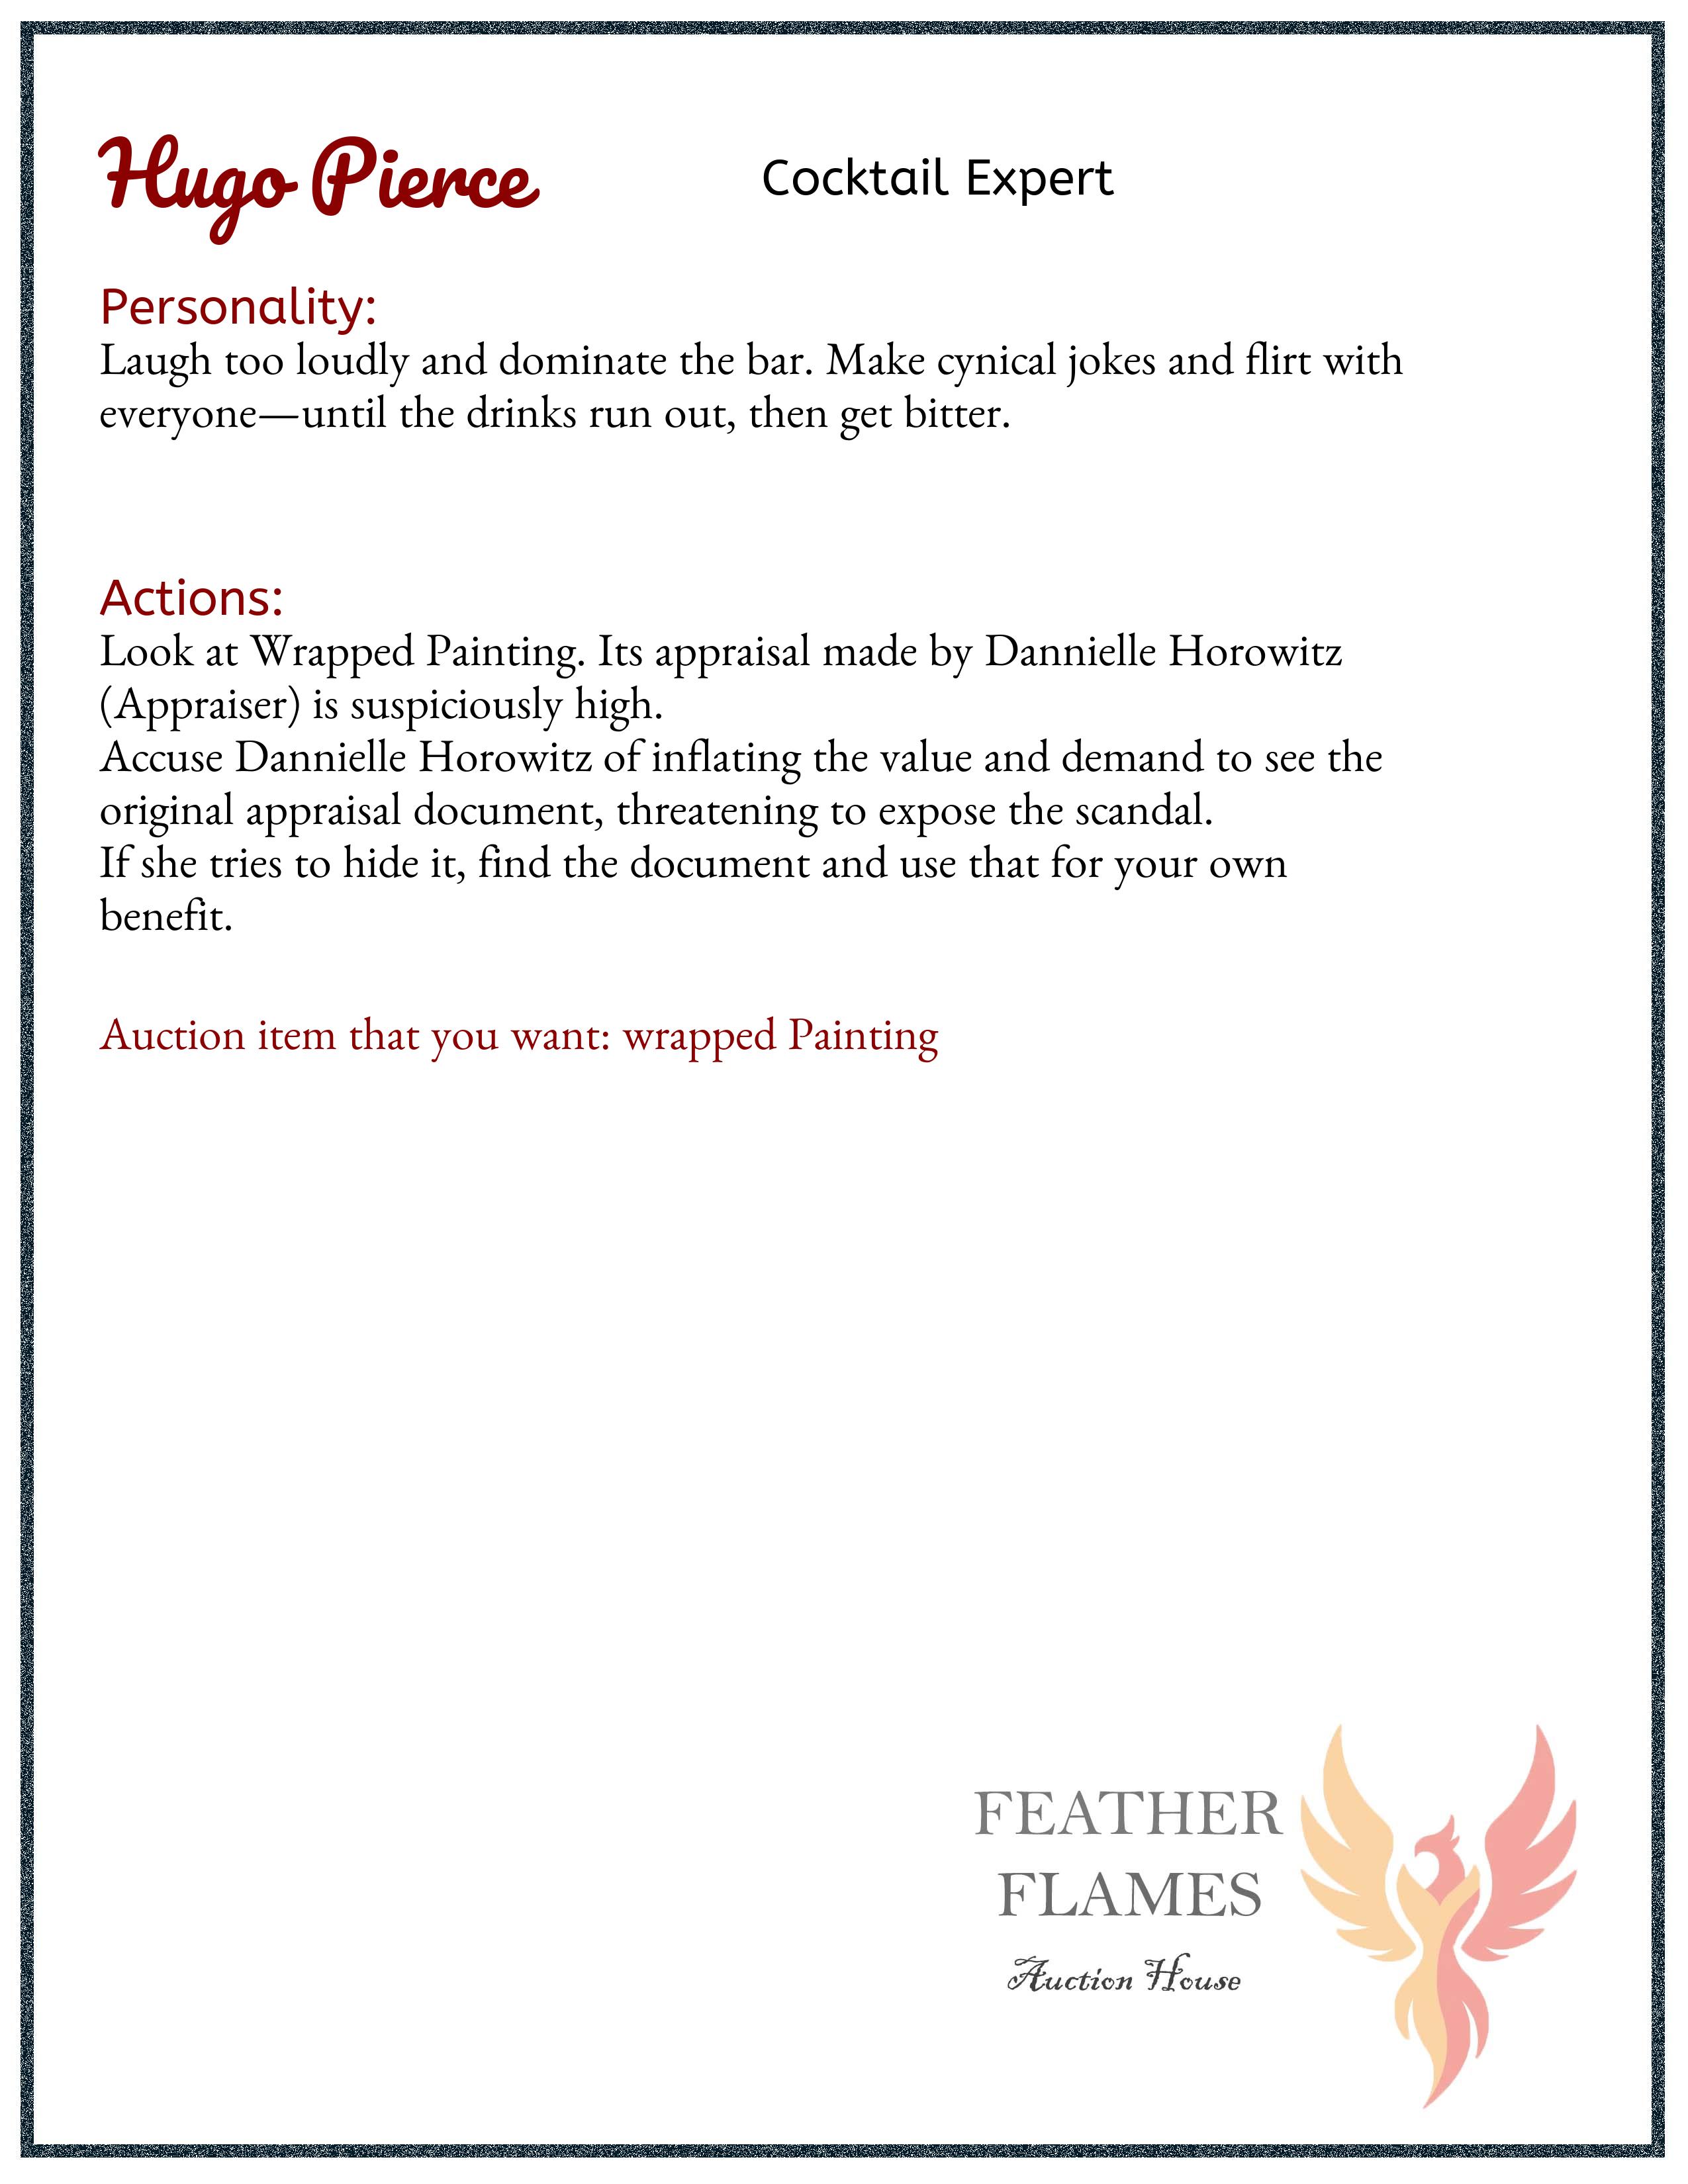 Hugo Pierce
Cocktail Expert
Personality:
Laugh too loudly and dominate the bar. Make cynical jokes and flirt with
everyone—until the drinks run out, then get bitter.
Actions:
Look at Wrapped Painting. Its appraisal made by Dannielle Horowitz
(Appraiser) is suspiciously high.
Accuse Dannielle Horowitz of inflating the value and demand to see the
original appraisal document, threatening to expose the scandal.
If she tries to hide it, find the document and use that for your own
benefit.
Auction item that you want: wrapped Painting
FEATHER
FLAMES
Auction House